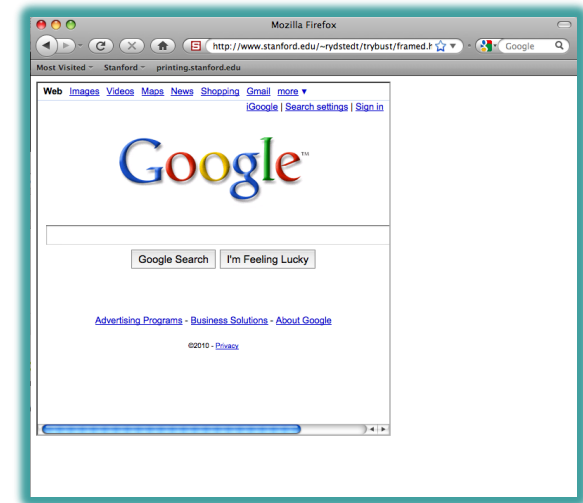 Mozilla Firefox
http://www.stanford.edu/~rydstedt/trybust/framed.h
Google
Most Visited Stanford printing.stanford.edu
Web Images Videos Maps News Shopping Gmail more ▼
iGoogle | Search settings | Sign in
Google™
Google Search I'm Feeling Lucky
Advertising Programs - Business Solutions - About Google
©2010 - Privacy